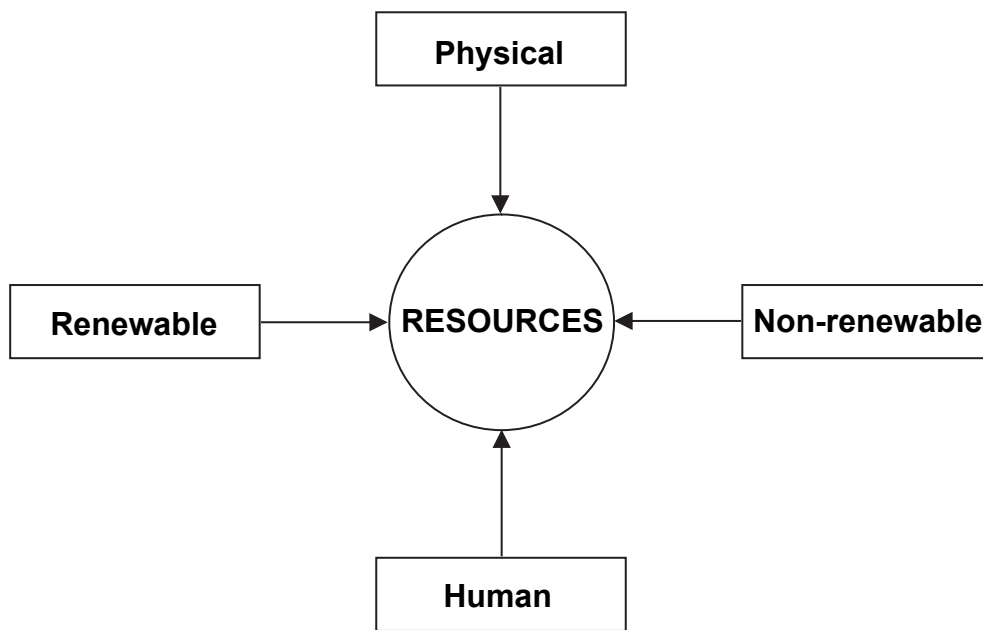 Physical
Renewable
RESOURCES
Non-renewable
Human